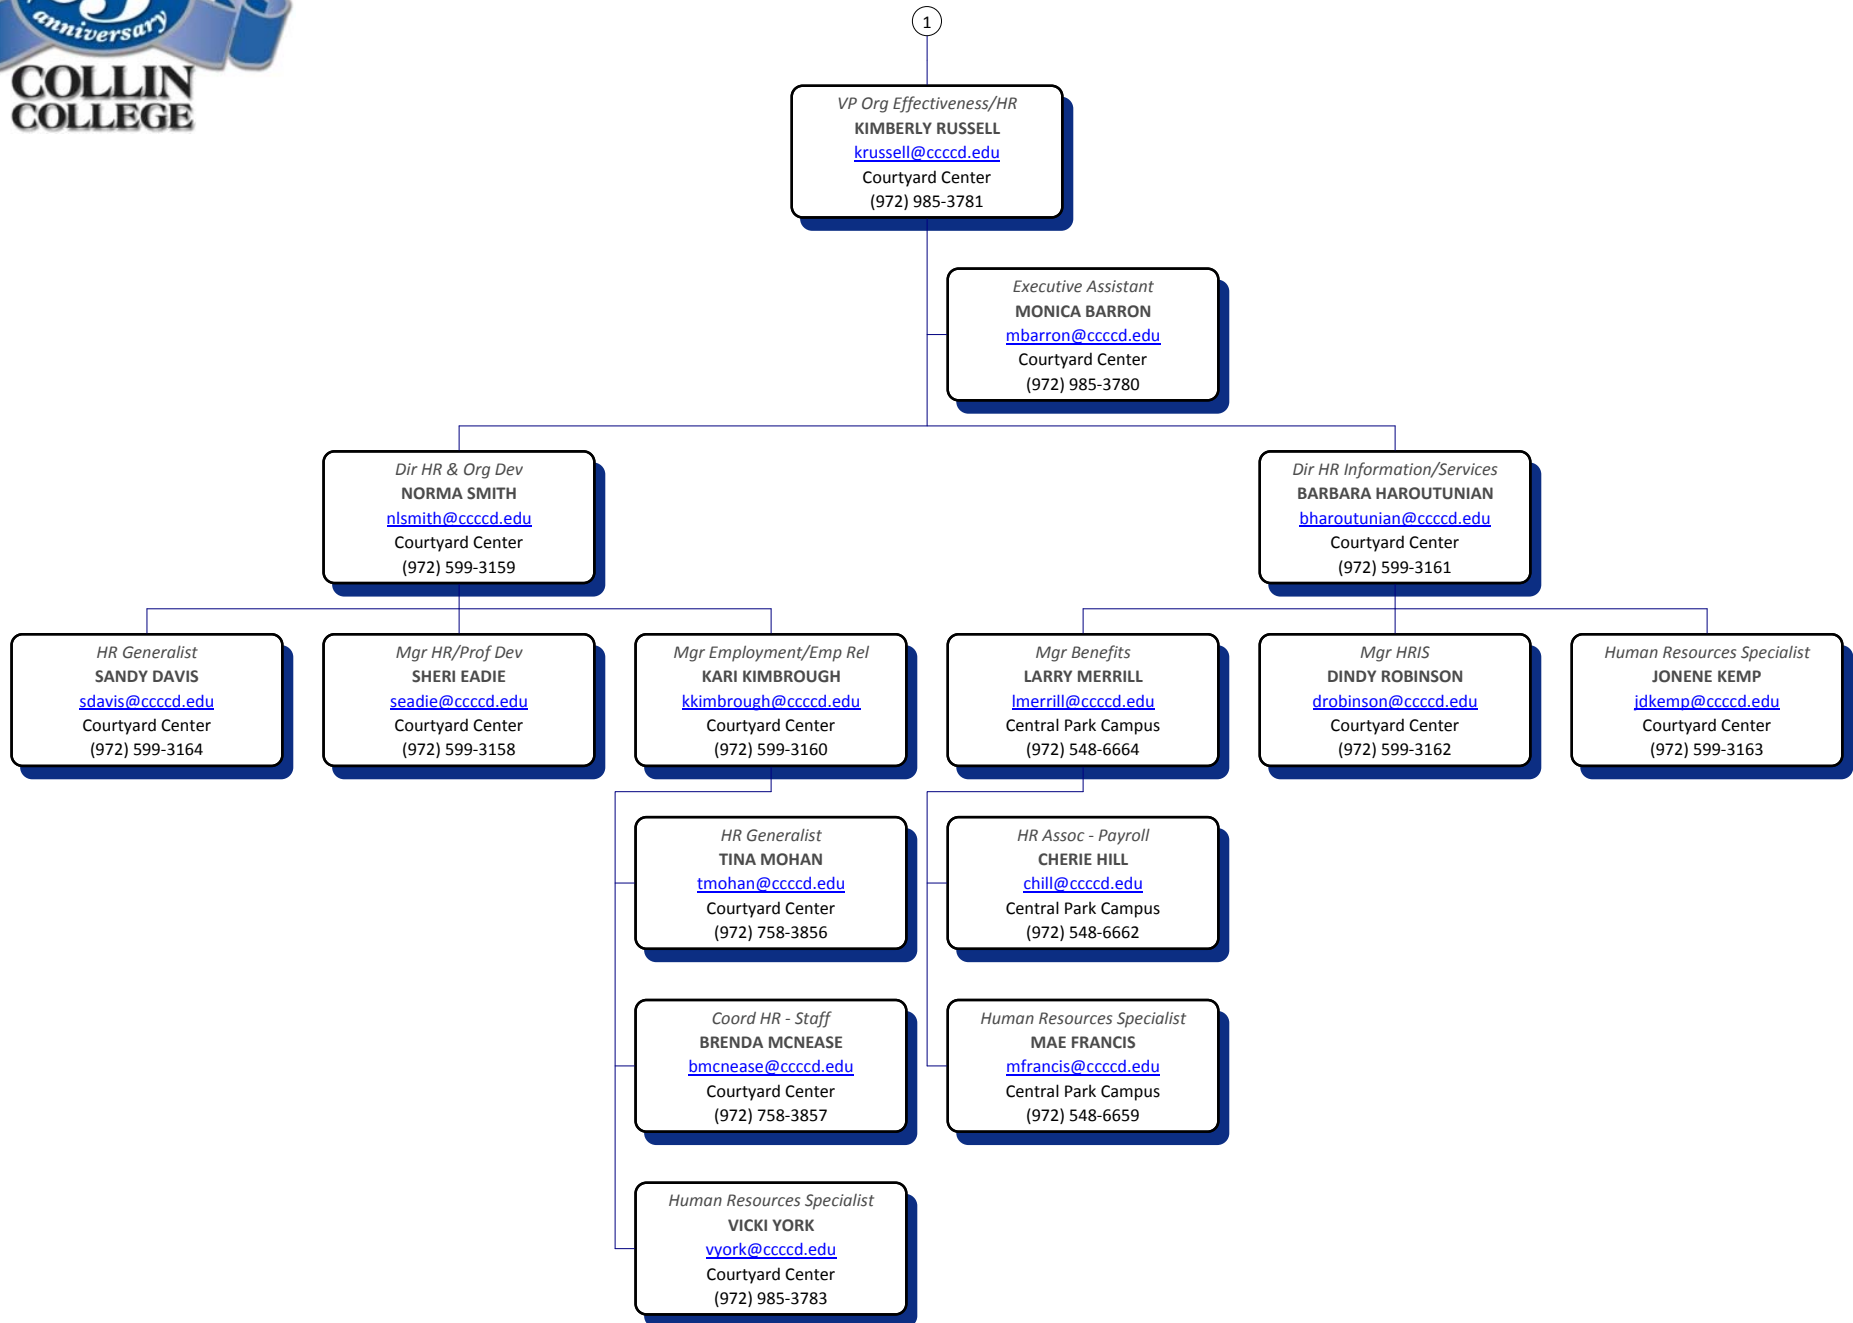 anniversary
COLLIN
COLLEGE
1
VP Org Effectiveness/HR
KIMBERLY RUSSELL
krussell@ccccd.edu
Courtyard Center
(972) 985-3781
Executive Assistant
MONICA BARRON
mbarron@ccccd.edu
Courtyard Center
(972) 985-3780
Dir HR & Org Dev
NORMA SMITH
nlsmith@ccccd.edu
Courtyard Center
(972) 599-3159
Dir HR Information/Services
BARBARA HAROUTUNIAN
bharoutunian@ccccd.edu
Courtyard Center
(972) 599-3161
HR Generalist
SANDY DAVIS
sdavis@ccccd.edu
Courtyard Center
(972) 599-3164
Mgr HR/Prof Dev
SHERI EADIE
seadie@ccccd.edu
Courtyard Center
(972) 599-3158
Mgr Employment/Emp Rel
KARI KIMBROUGH
kkimbrough@ccccd.edu
Courtyard Center
(972) 599-3160
Mgr Benefits
LARRY MERRILL
lmerrill@ccccd.edu
Central Park Campus
(972) 548-6664
Mgr HRIS
DINDY ROBINSON
drobinson@ccccd.edu
Courtyard Center
(972) 599-3162
Human Resources Specialist
JONENE KEMP
jdkemp@ccccd.edu
Courtyard Center
(972) 599-3163
HR Generalist
TINA MOHAN
tmohan@ccccd.edu
Courtyard Center
(972) 758-3856
HR Assoc - Payroll
CHERIE HILL
chill@ccccd.edu
Central Park Campus
(972) 548-6662
Coord HR - Staff
BRENDA MCNEASE
bmcnease@ccccd.edu
Courtyard Center
(972) 758-3857
Human Resources Specialist
MAE FRANCIS
mfrancis@ccccd.edu
Central Park Campus
(972) 548-6659
Human Resources Specialist
VICKI YORK
vyork@ccccd.edu
Courtyard Center
(972) 985-3783